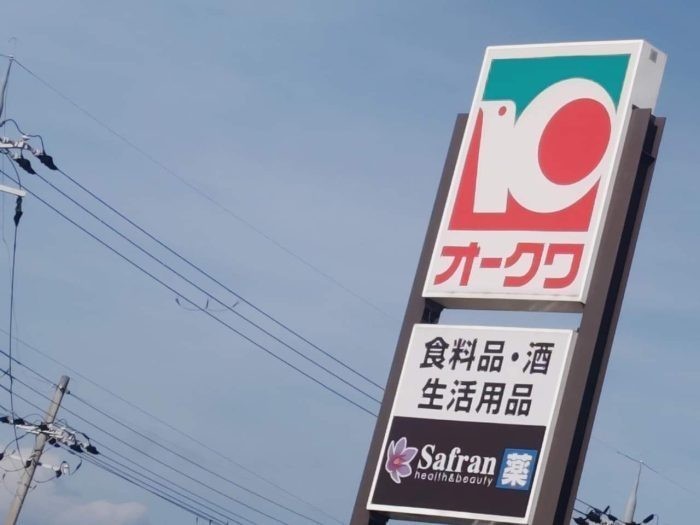 オークワ
食料品・酒
生活用品
Safran 薬
health&beauty